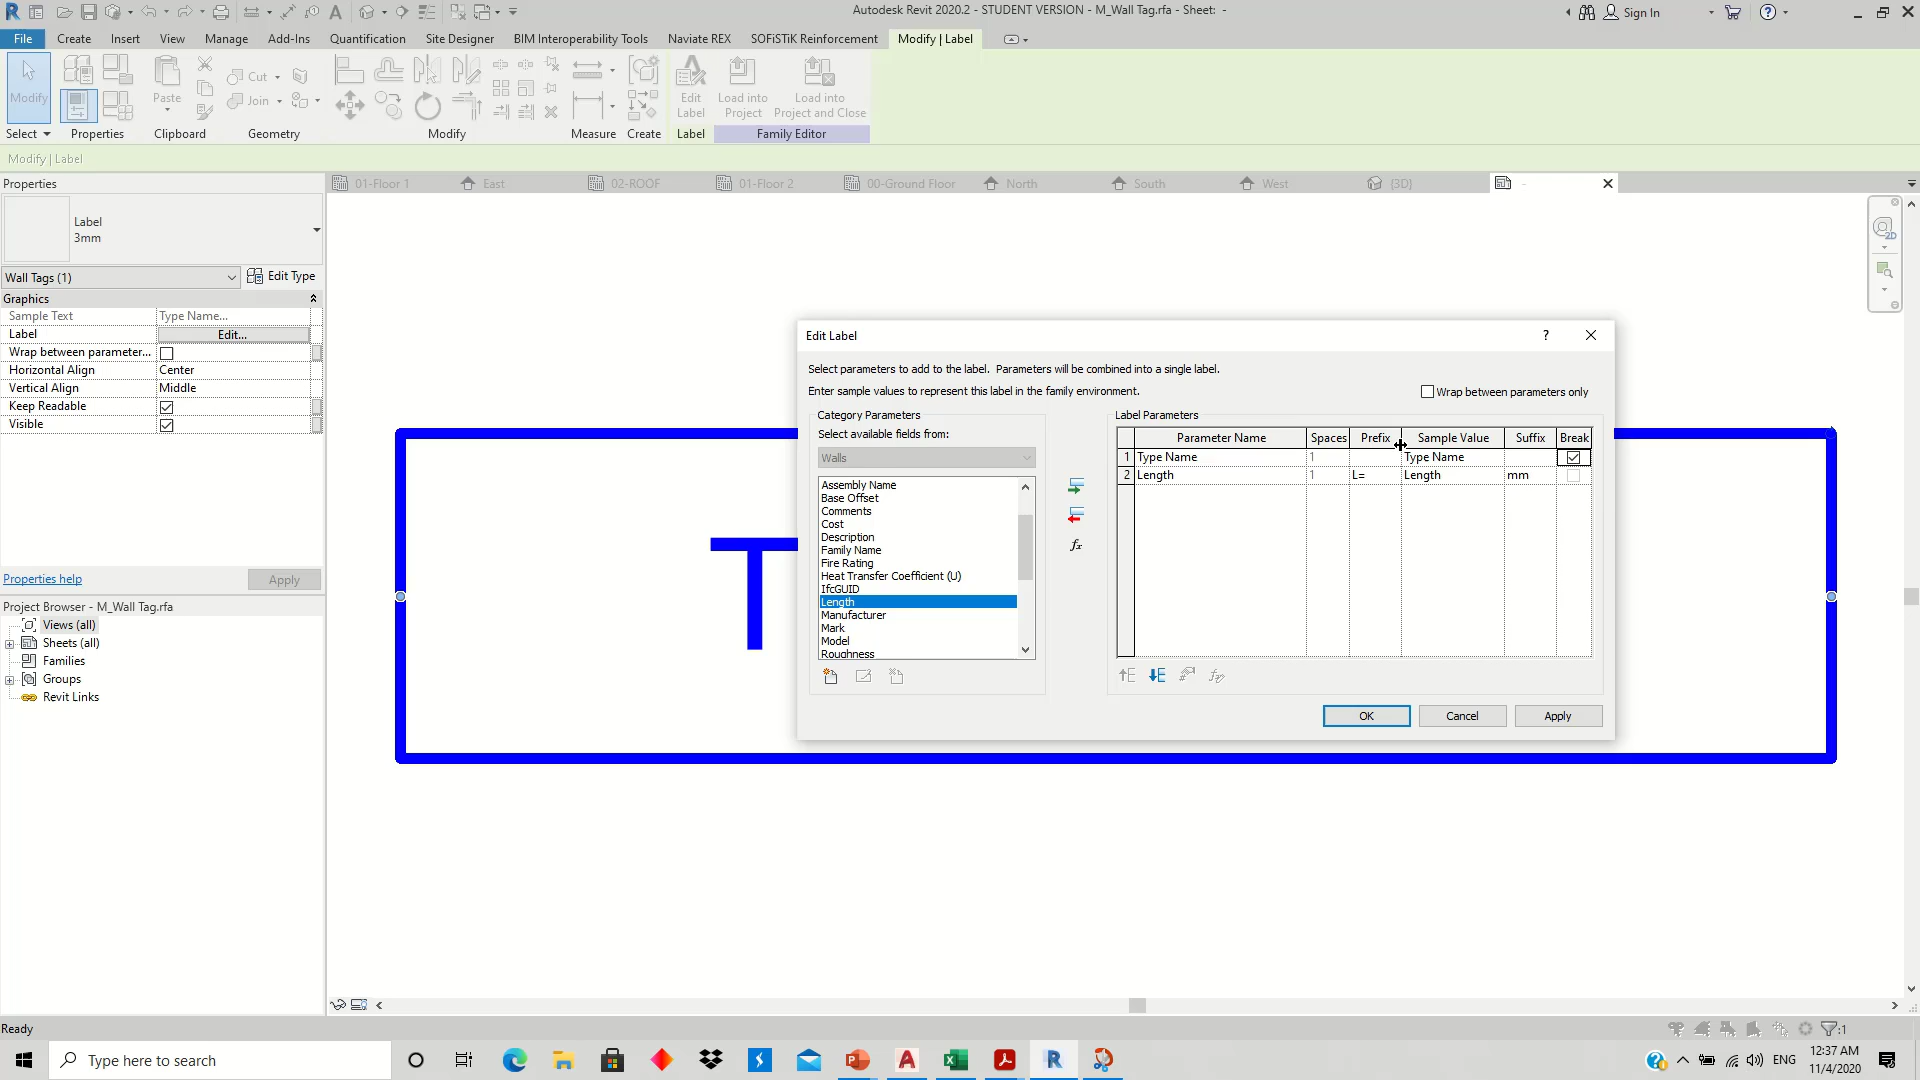 Autodesk Revit 2020.2 - STUDENT VERSION - M_Wall Tag.rfa - Sheet: -
Sign In
File
Create
Insert
View
Manage
Add-Ins
Quantification
Site Designer
BIM Interoperability Tools
Naviate REX
SOFiSTiK Reinforcement
Modify | Label
Modify
Paste
Cut
Join
Edit
Label
Load into
Project
Load into
Project and Close
Select
Properties
Clipboard
Geometry
Modify
Measure
Create
Label
Family Editor
Modify | Label
Properties
01-Floor 1
East
02-ROOF
01-Floor 2
00-Ground Floor
North
South
West
{3D}
-
Label
3mm
Wall Tags (1)
Edit Type
Graphics
Sample Text
Type Name...
Label
Edit...
Wrap between parameter...
Horizontal Align
Center
Vertical Align
Middle
Keep Readable
Visible
Properties help
Apply
Project Browser - M_Wall Tag.rfa
Views (all)
Sheets (all)
Families
Groups
Revit Links
T
2D
Edit Label
?
Select parameters to add to the label. Parameters will be combined into a single label.
Enter sample values to represent this label in the family environment.
Wrap between parameters only
Category Parameters
Select available fields from:
Walls
Assembly Name
Base Offset
Comments
Cost
Description
Family Name
Fire Rating
Heat Transfer Coefficient (U)
IfcGUID
Length
Manufacturer
Mark
Model
Roughness
fx
Label Parameters
Parameter Name Spaces Prefix Sample Value Suffix Break
1 Type Name 1 Type Name
2 Length 1 L= Length mm
OK
Cancel
Apply
Ready
:1
Type here to search
ENG
12:37 AM
11/4/2020